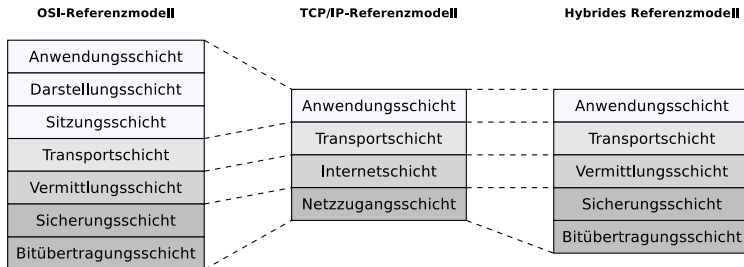 OSI-Referenzmodell
TCP/IP-Referenzmodell
Hybrides Referenzmodell
Anwendungsschicht
Darstellungsschicht
Sitzungsschicht
Transportschicht
Vermittlungsschicht
Sicherungsschicht
Bitübertragungsschicht
Anwendungsschicht
Transportschicht
Internetschicht
Netzzugangsschicht
Anwendungsschicht
Transportschicht
Vermittlungsschicht
Sicherungsschicht
Bitübertragungsschicht